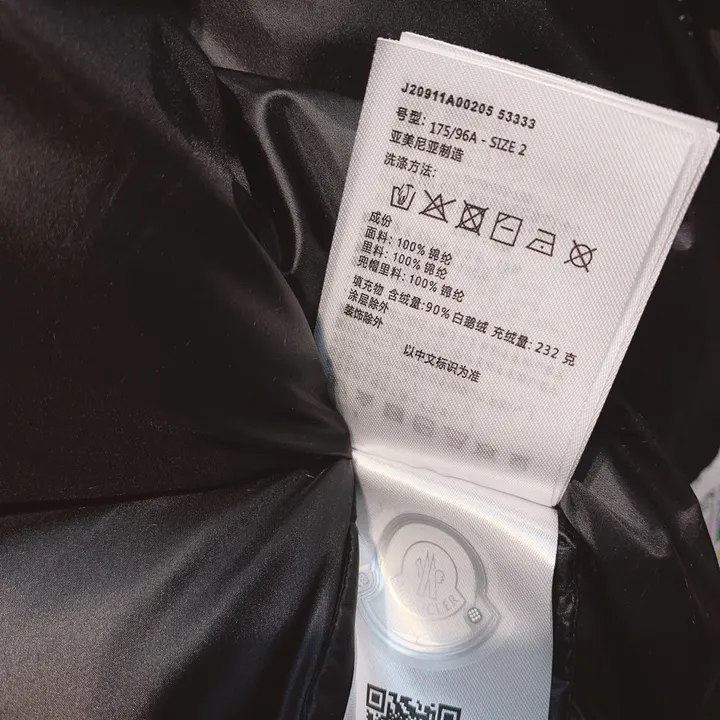 J20911A00205 53333
号型: 175/96A - SIZE 2
亚美尼亚制造
洗涤方法:
成份
面料: 100% 锦纶
里料: 100% 锦纶
兜帽里料: 100% 锦纶
填充物 含绒量:90% 白鹅绒 充绒量: 232 克
涂层除外
装饰除外
以中文标识为准